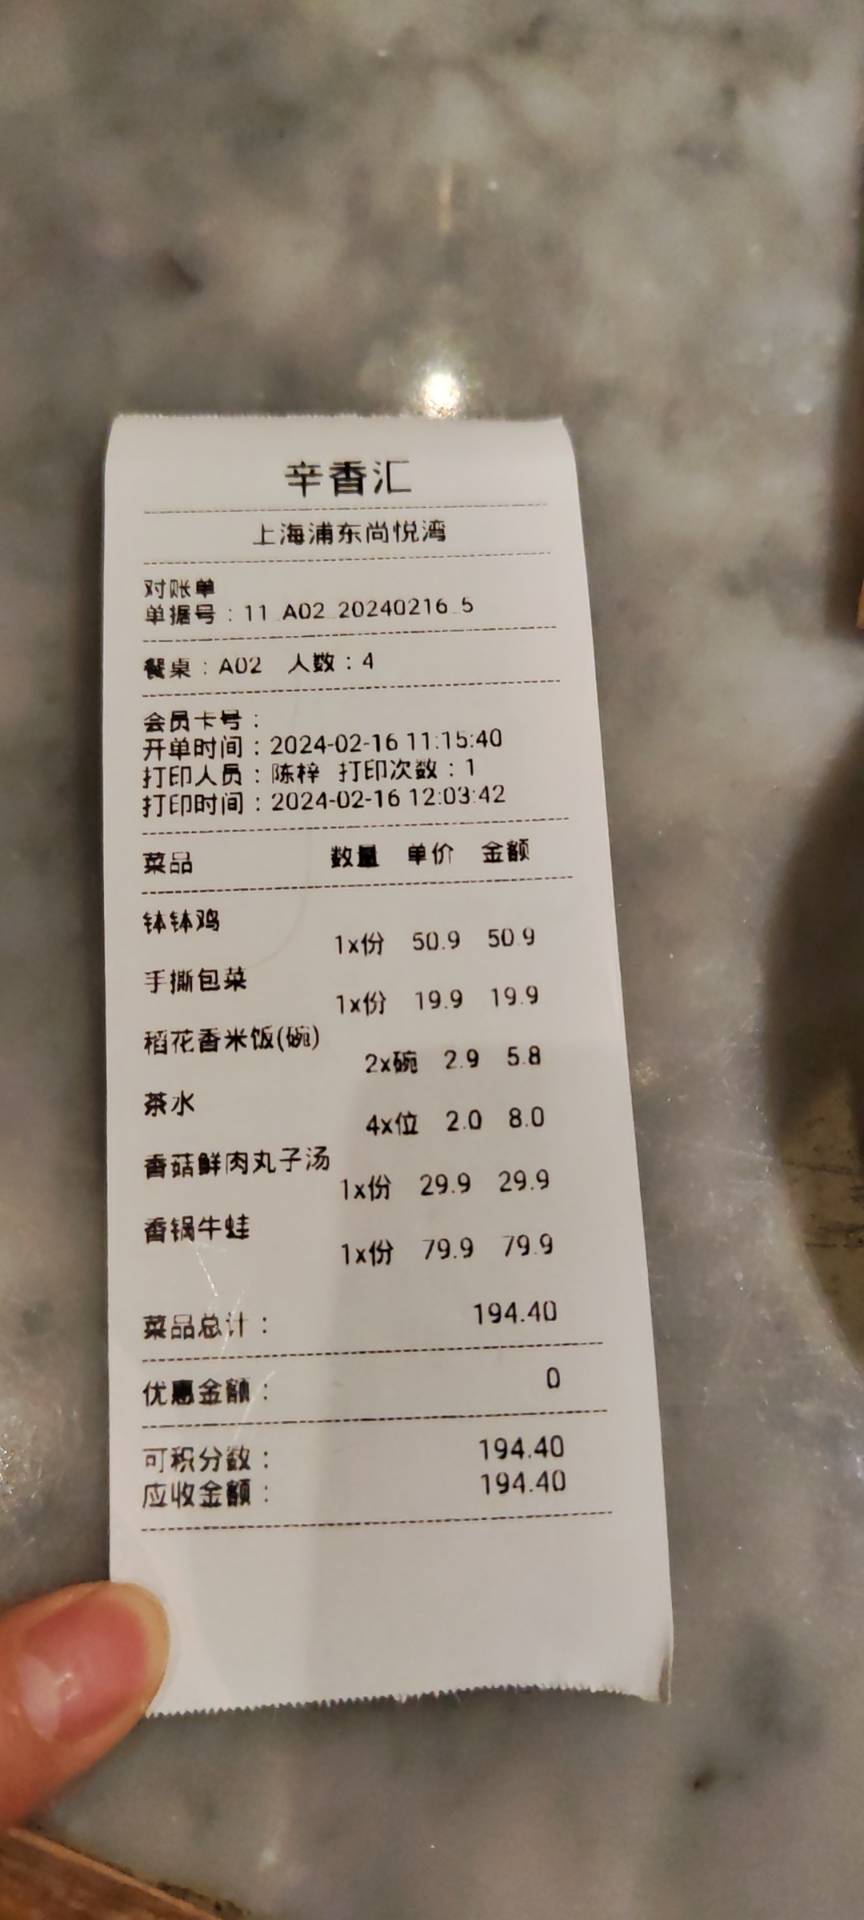 辛香汇
上海浦东尚悦湾
对账单
单据号：11_A02_20240216_5
餐桌：A02 人数：4
会员卡号：
开单时间：2024-02-16 11:15:40
打印人员：陈梓 打印次数：1
打印时间：2024-02-16 12:03:42
菜品 数量 单价 金额
钵钵鸡
1x份 50.9 50.9
手撕包菜
1x份 19.9 19.9
稻花香米饭(碗)
2x碗 2.9 5.8
茶水
4x位 2.0 8.0
香菇鲜肉丸子汤
1x份 29.9 29.9
香锅牛蛙
1x份 79.9 79.9
菜品总计： 194.40
优惠金额： 0
可积分数： 194.40
应收金额： 194.40